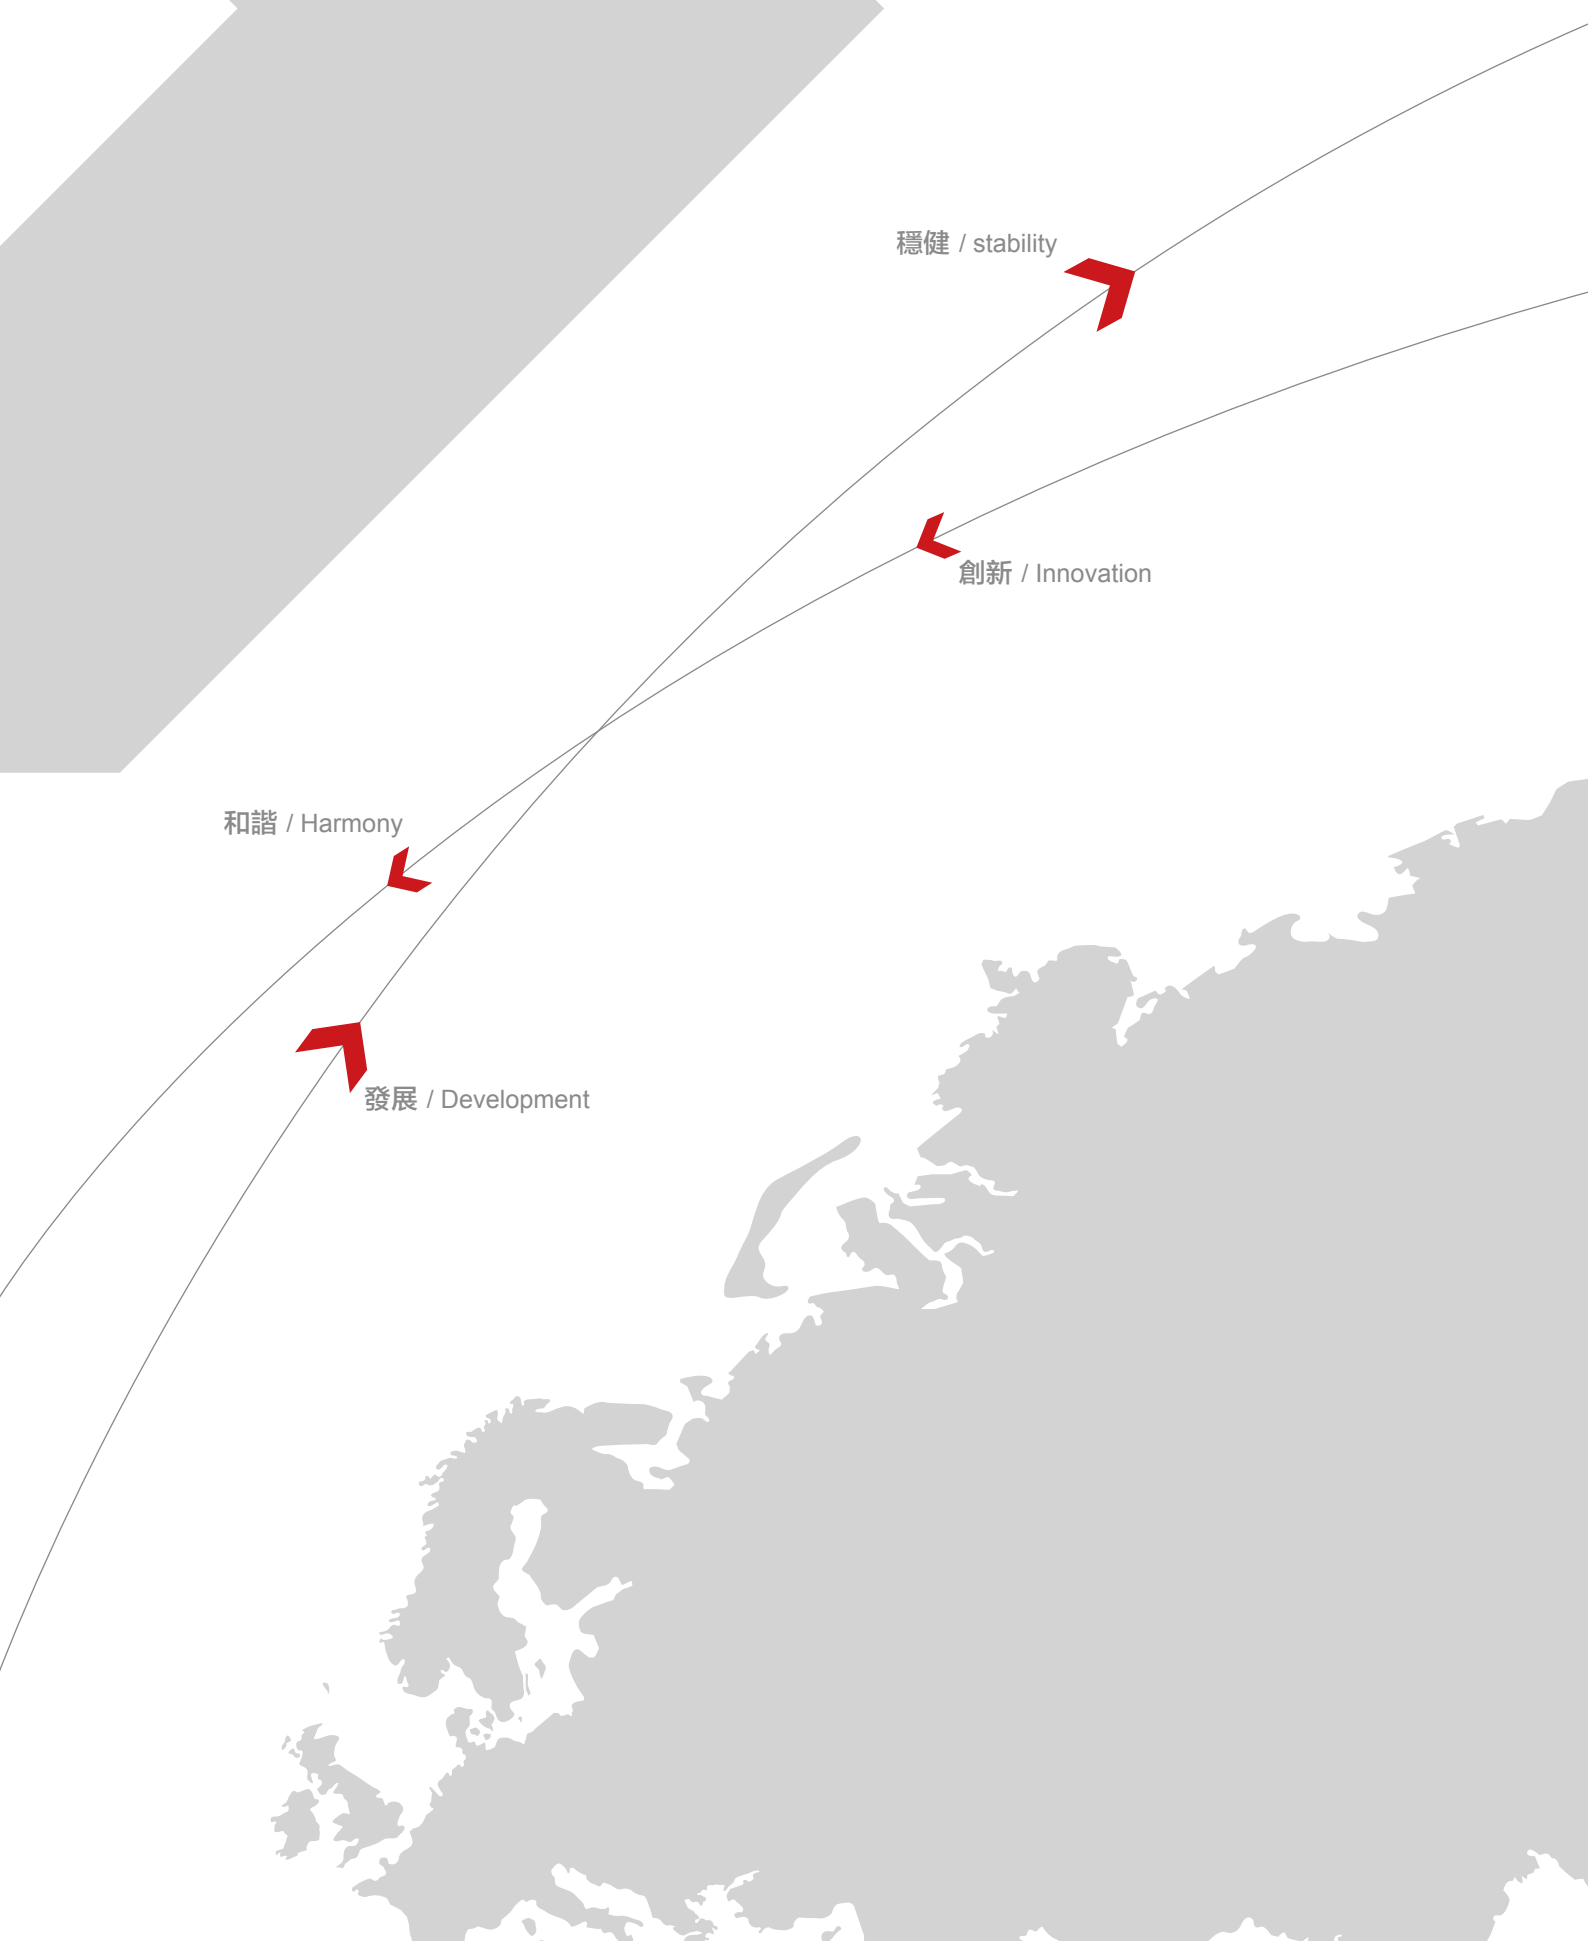 穩健 / stability
創新 / Innovation
和諧 / Harmony
發展 / Development